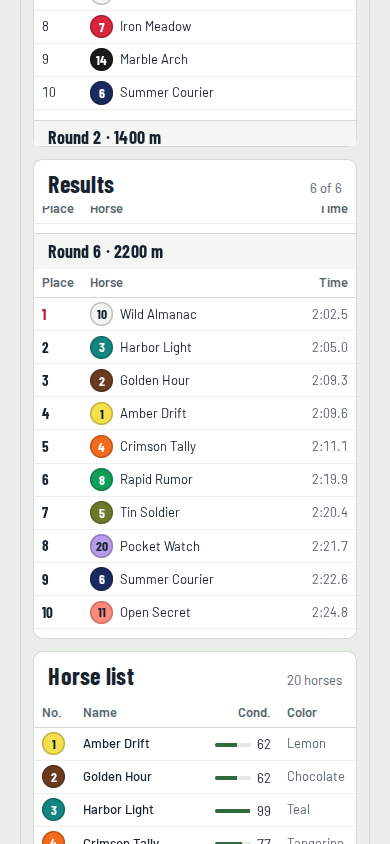 8 7 Iron Meadow
9 14 Marble Arch
10 6 Summer Courier
Round 2 · 1400 m
Results 6 of 6
Place Horse Time
Round 6 · 2200 m
Place Horse Time
1 10 Wild Almanac 2:02.5
2 3 Harbor Light 2:05.0
3 2 Golden Hour 2:09.3
4 1 Amber Drift 2:09.6
5 4 Crimson Tally 2:11.1
6 8 Rapid Rumor 2:19.9
7 5 Tin Soldier 2:20.4
8 20 Pocket Watch 2:21.7
9 6 Summer Courier 2:22.6
10 11 Open Secret 2:24.8
Horse list 20 horses
No. Name Cond. Color
1 Amber Drift 62 Lemon
2 Golden Hour 62 Chocolate
3 Harbor Light 99 Teal
4 Crimson Tally 77 Tangerine